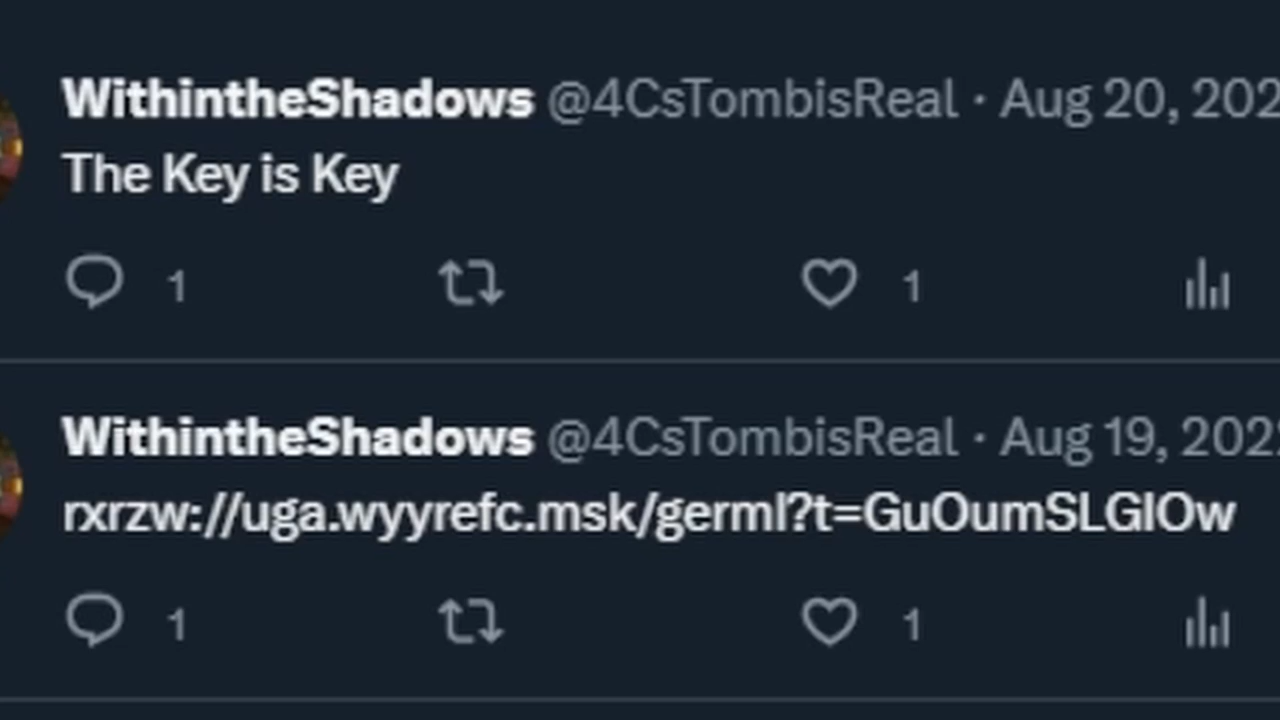 WithintheShadows @4CsTombisReal · Aug 20, 202
The Key is Key
1 1
WithintheShadows @4CsTombisReal · Aug 19, 202
rxrzw://uga.wyyrefc.msk/germl?t=GuOumSLGIOw
1 1